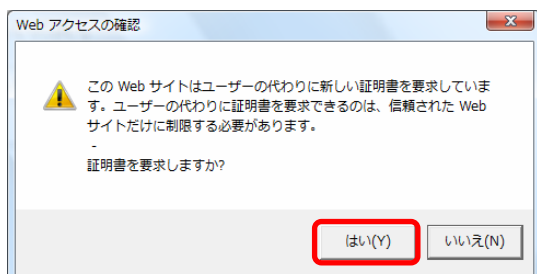 Web アクセスの確認
この Web サイトはユーザーの代わりに新しい証明書を要求していま
す。ユーザーの代わりに証明書を要求できるのは、信頼された Web
サイトだけに制限する必要があります。
-
証明書を要求しますか?
はい(Y) いいえ(N)